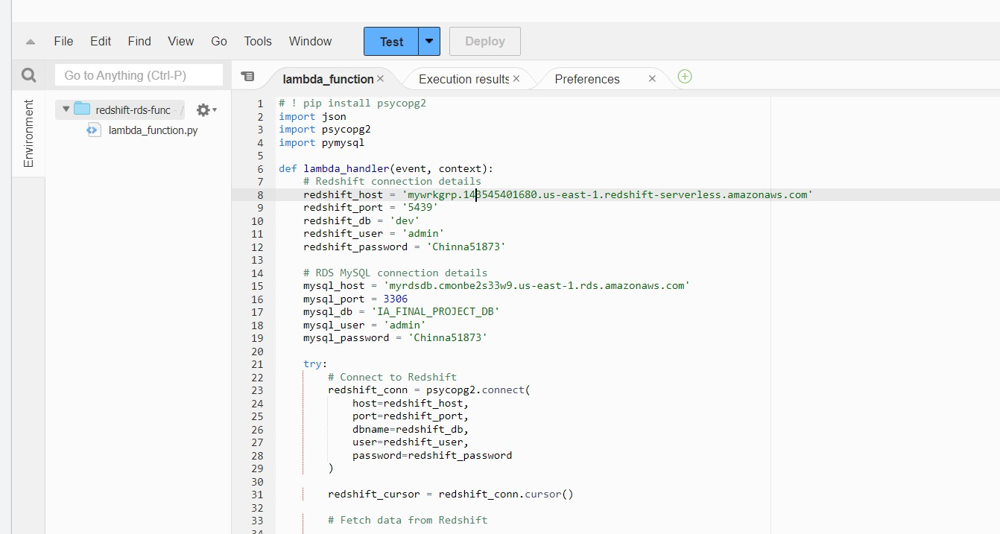 File Edit Find View Go Tools Window Test Deploy
Go to Anything (Ctrl-P)
lambda_function × Execution results × Preferences ×
Environment
redshift-rds-func - /
lambda_function.py
1 # ! pip install psycopg2
2 import json
3 import psycopg2
4 import pymysql
5
6 def lambda_handler(event, context):
7 # Redshift connection details
8 redshift_host = 'mywrkgrp.143545401680.us-east-1.redshift-serverless.amazonaws.com'
9 redshift_port = '5439'
10 redshift_db = 'dev'
11 redshift_user = 'admin'
12 redshift_password = 'Chinna51873'
13
14 # RDS MySQL connection details
15 mysql_host = 'myrdsdb.cmonbe2s33w9.us-east-1.rds.amazonaws.com'
16 mysql_port = 3306
17 mysql_db = 'IA_FINAL_PROJECT_DB'
18 mysql_user = 'admin'
19 mysql_password = 'Chinna51873'
20
21 try:
22 # Connect to Redshift
23 redshift_conn = psycopg2.connect(
24 host=redshift_host,
25 port=redshift_port,
26 dbname=redshift_db,
27 user=redshift_user,
28 password=redshift_password
29 )
30
31 redshift_cursor = redshift_conn.cursor()
32
33 # Fetch data from Redshift
34